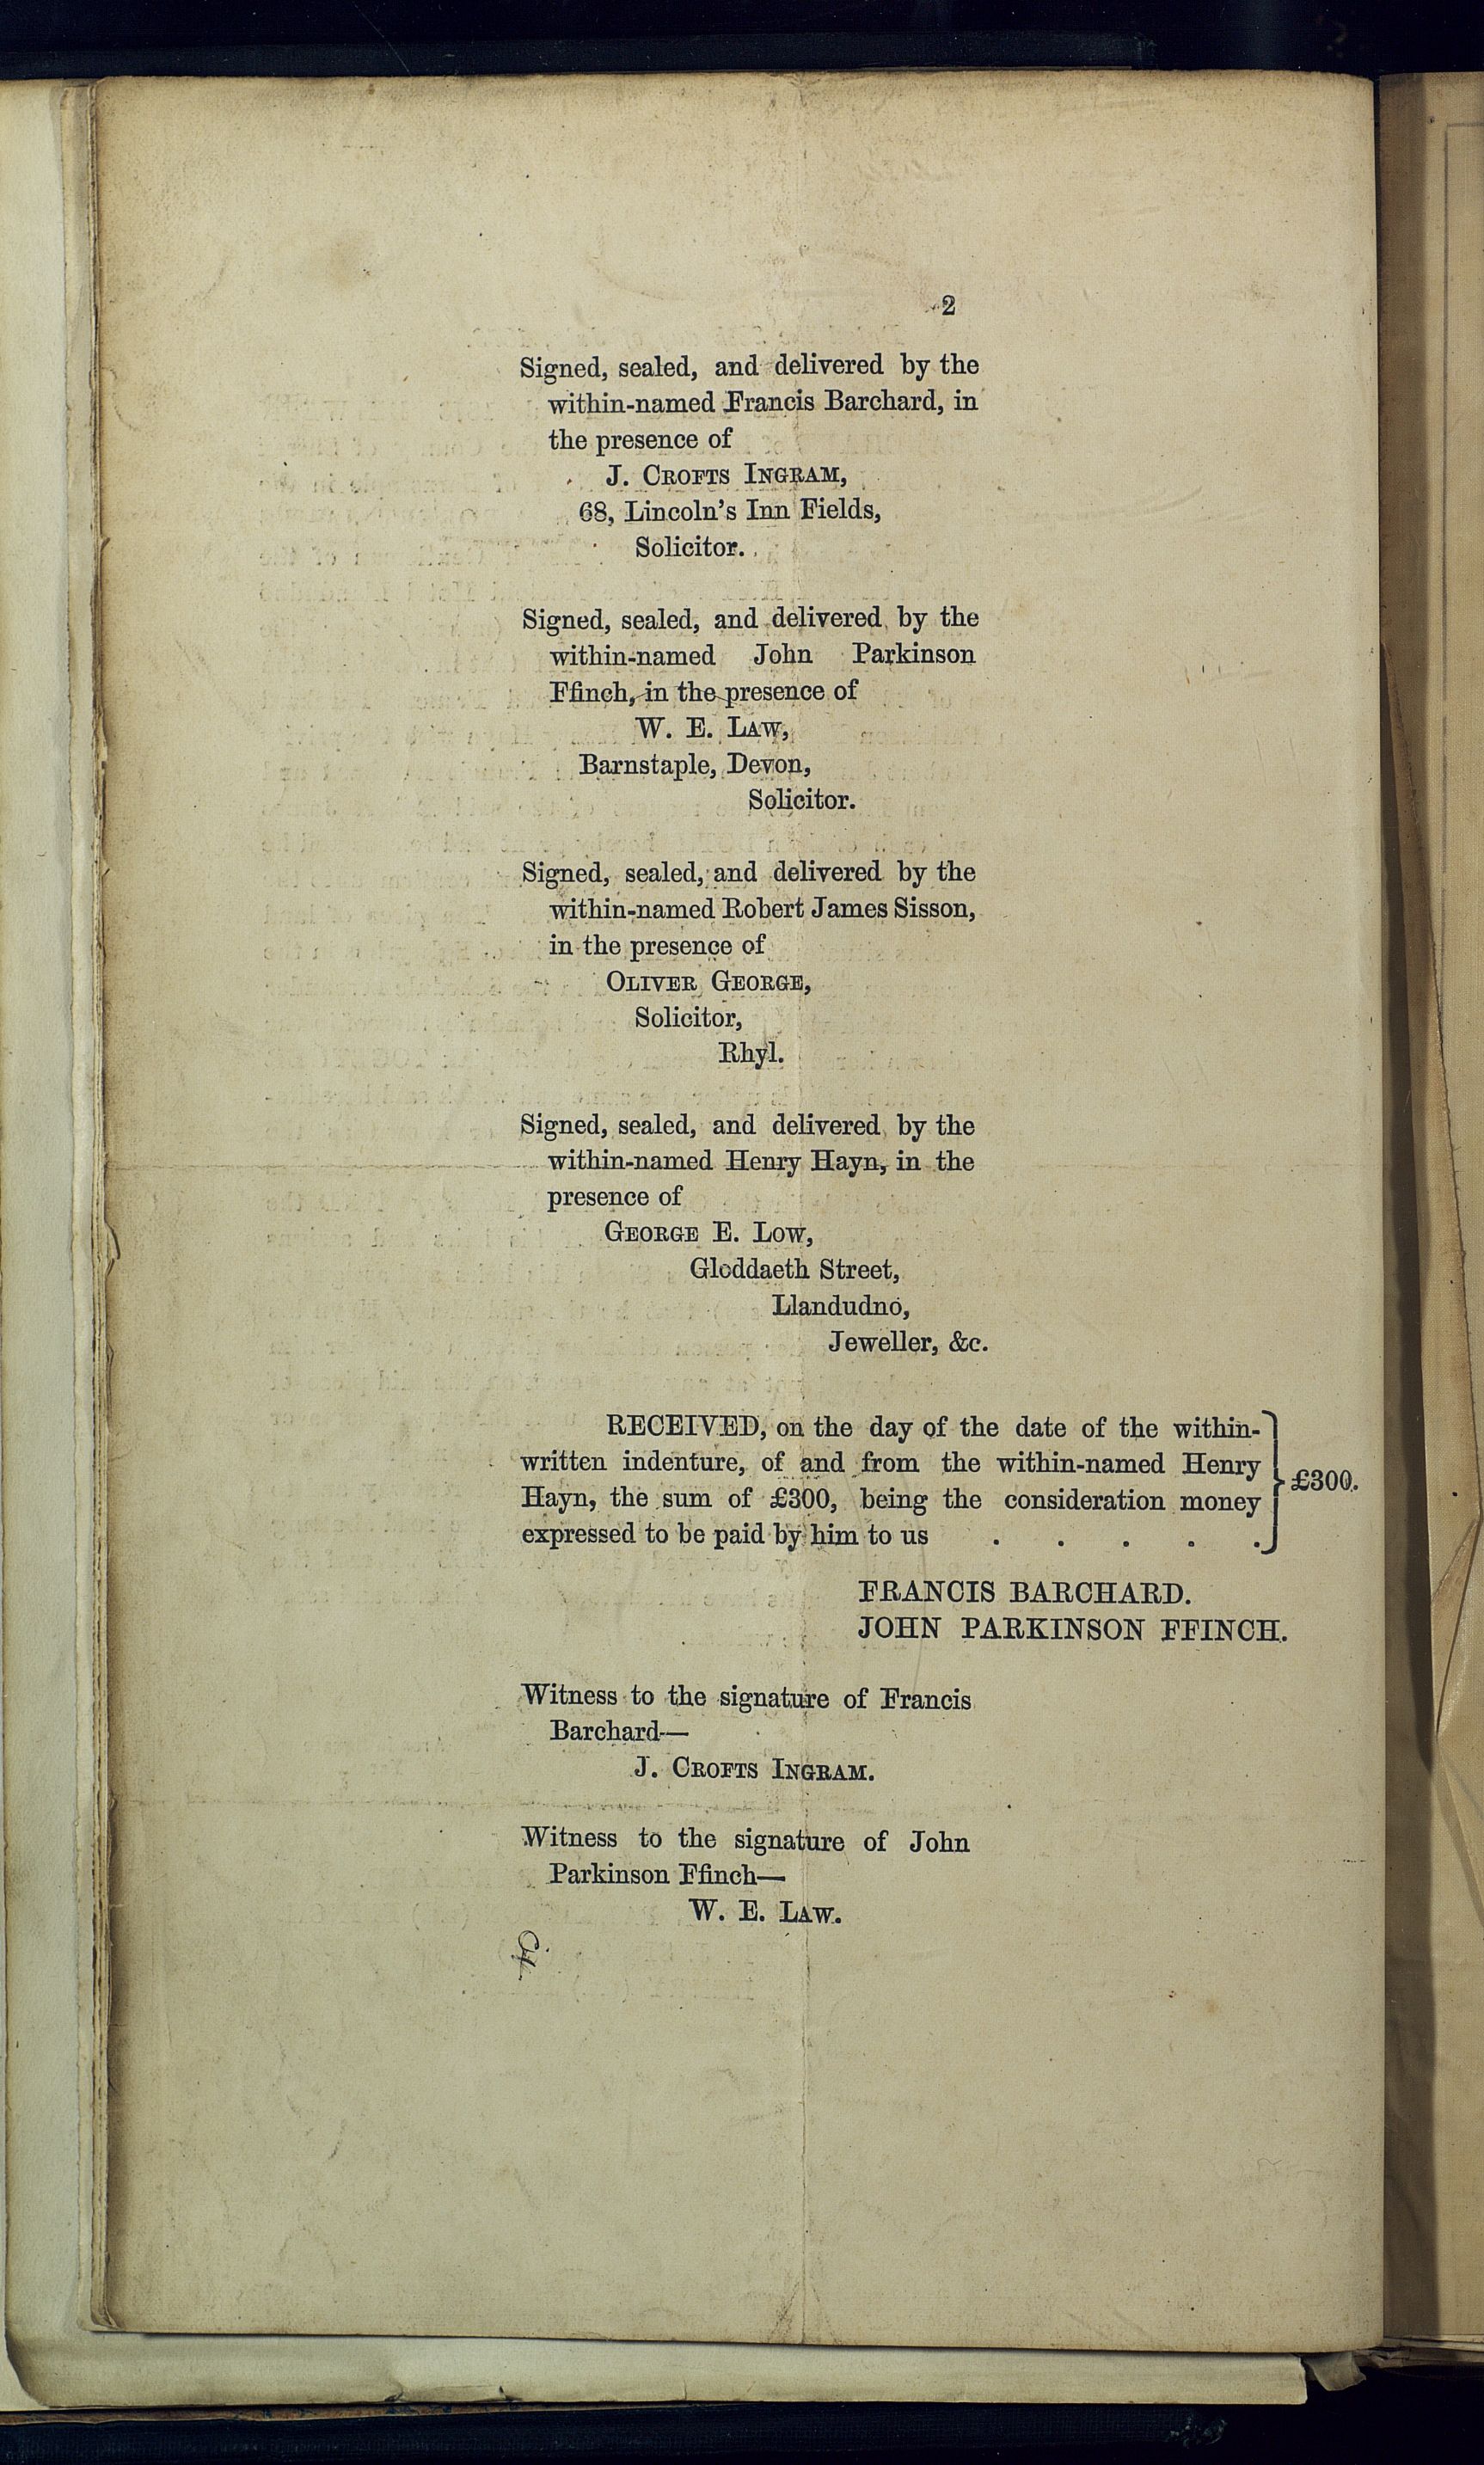 2
Signed, sealed, and delivered by the
within-named Francis Barchard, in
the presence of
J. CROFTS INGRAM,
68, Lincoln's Inn Fields,
Solicitor.
Signed, sealed, and delivered by the
within-named John Parkinson
Ffinch, in the presence of
W. E. LAW,
Barnstaple, Devon,
Solicitor.
Signed, sealed, and delivered by the
within-named Robert James Sisson,
in the presence of
OLIVER GEORGE,
Solicitor,
Rhyl.
Signed, sealed, and delivered by the
within-named Henry Hayn, in the
presence of
GEORGE E. LOW,
Gloddaeth Street,
Llandudno,
Jeweller, &c.
RECEIVED, on the day of the date of the within-
written indenture, of and from the within-named Henry
Hayn, the sum of £300, being the consideration money
expressed to be paid by him to us . . . . .
£300.
FRANCIS BARCHARD.
JOHN PARKINSON FFINCH.
Witness to the signature of Francis
Barchard—
J. CROFTS INGRAM.
Witness to the signature of John
Parkinson Ffinch—
W. E. LAW.